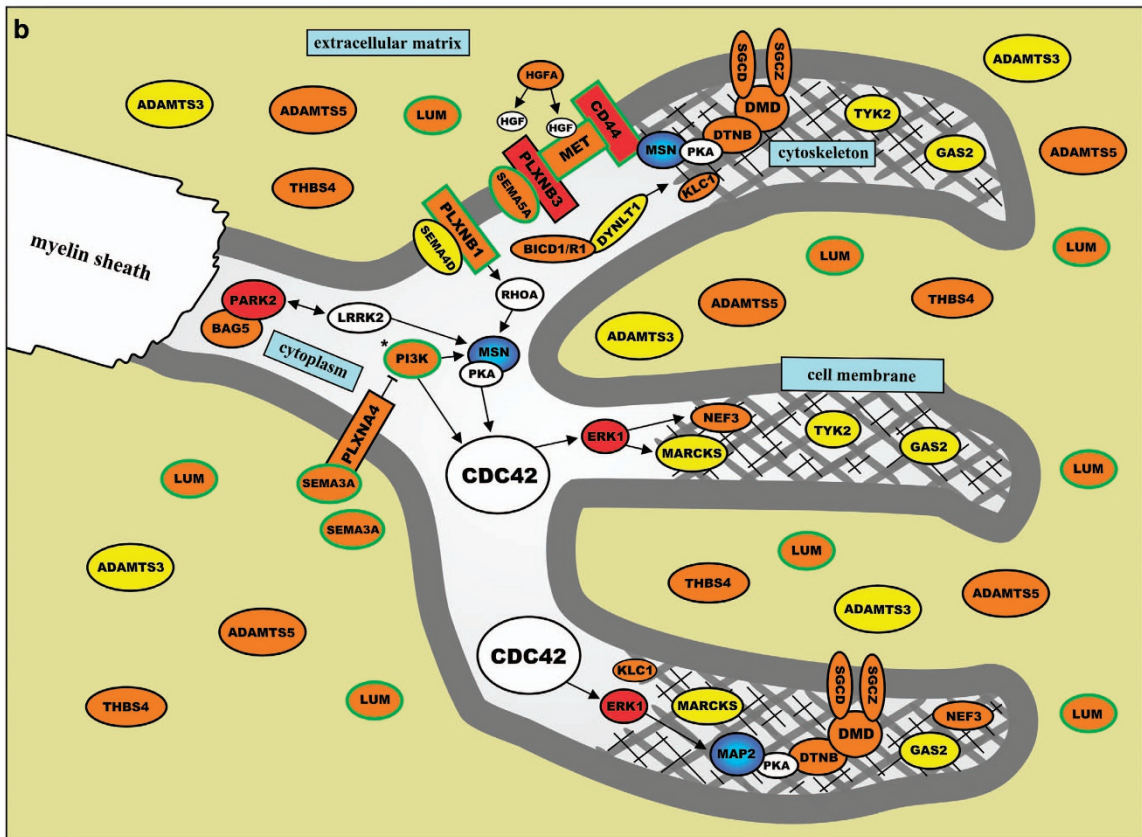 b
extracellular matrix
ADAMTS3
ADAMTS3
ADAMTS5
LUM
HGFA
HGF
HGF
CD44
MET
PLXNB3
SEMA5A
SGCD
SGCZ
DMD
DTNB
MSN
PKA
KLC1
TYK2
cytoskeleton
GAS2
ADAMTS5
THBS4
PLXNB1
SEMA4D
BICD1/R1
DYNLT1
myelin sheath
LUM
LUM
PARK2
BAG5
LRRK2
RHOA
ADAMTS5
THBS4
cytoplasm
*
PI3K
MSN
PKA
ADAMTS3
cell membrane
PLXNA4
SEMA3A
SEMA3A
CDC42
ERK1
NEF3
MARCKS
TYK2
GAS2
LUM
LUM
ADAMTS3
LUM
THBS4
ADAMTS3
ADAMTS5
ADAMTS5
CDC42
KLC1
ERK1
MARCKS
SGCD
SGCZ
THBS4
LUM
MAP2
PKA
DTNB
DMD
NEF3
GAS2
LUM